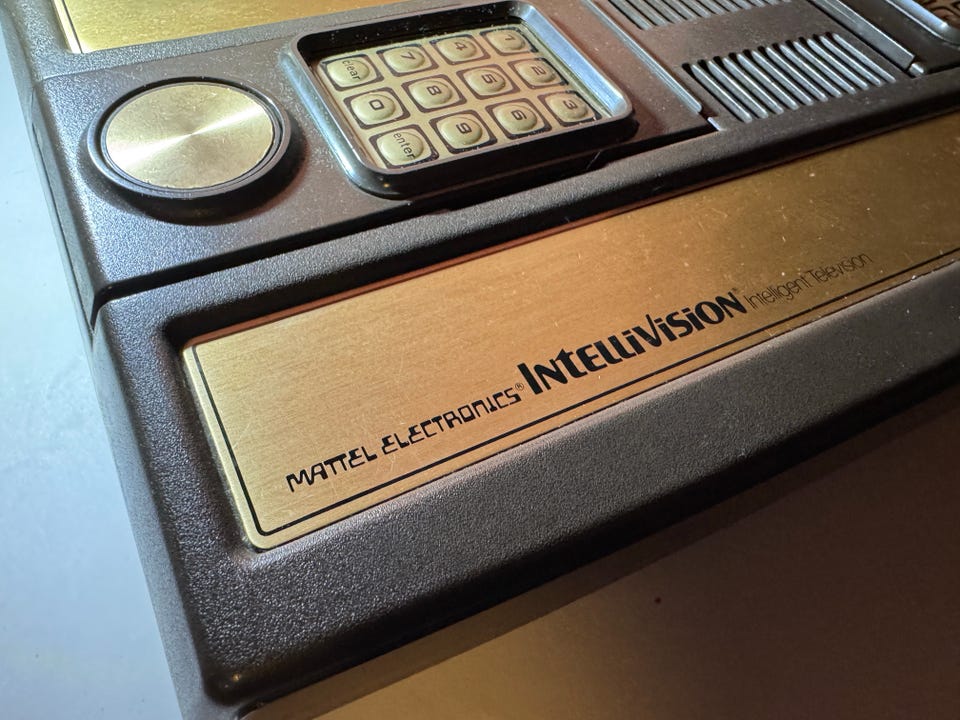 clear 7 4 1
0 8 5 2
enter 9 6 3
MATTEL ELECTRONICS® INTELLIVISION® Intelligent Television